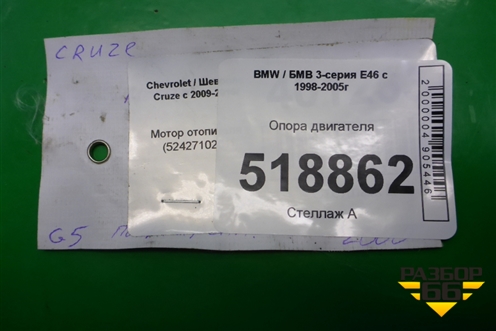 CRUZE
Chevrolet / Шев
Cruze с 2009-2
Мотор отопи
(52427102
BMW / БМВ 3-серия E46 с
1998-2005г
Опора двигателя
518862
Стеллаж А
2000004905446
G5
РАЗБОР
66